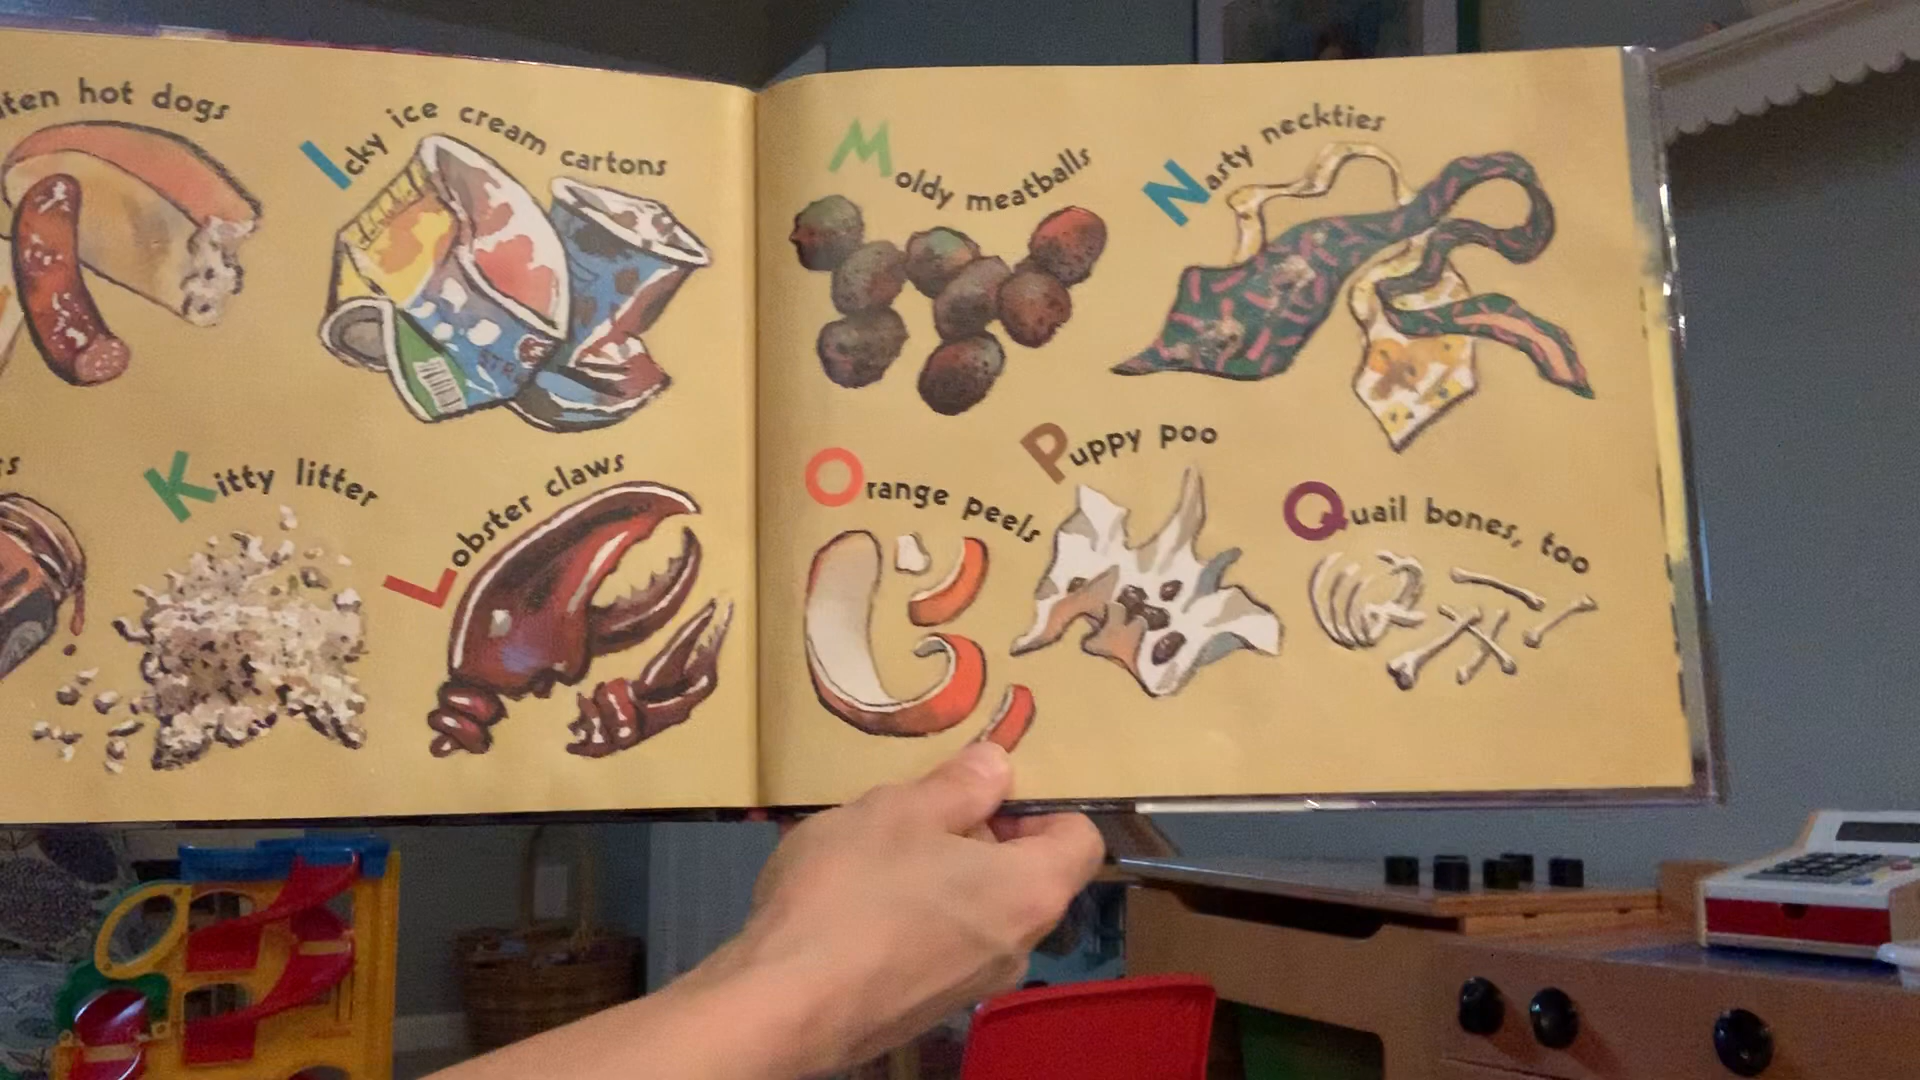 hot dogs
Icky ice cream cartons
Kitty litter
Lobster claws
Moldy meatballs
Nasty neckties
Orange peels
Puppy poo
Quail bones, too